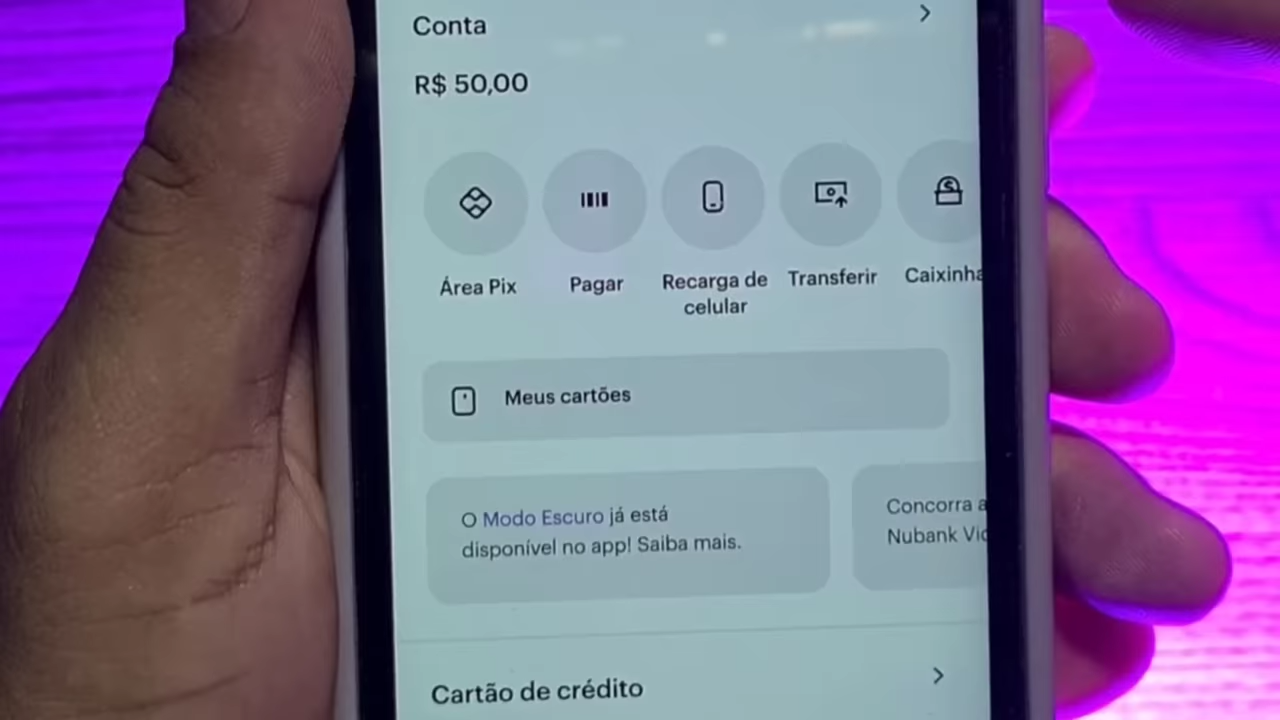 Conta
R$ 50,00
Área Pix
Pagar
Recarga de
celular
Transferir
Caixinha
Meus cartões
O Modo Escuro já está
disponível no app! Saiba mais.
Concorra a
Nubank Vi
Cartão de crédito